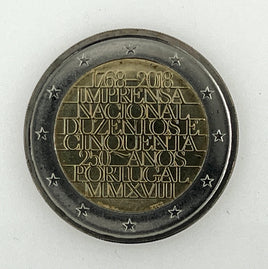 1768–2018
IMPRENSA
NACIONAL
DUZENTOS E
CINQUENTA
250 ANOS
PORTUGAL
MMXVIII